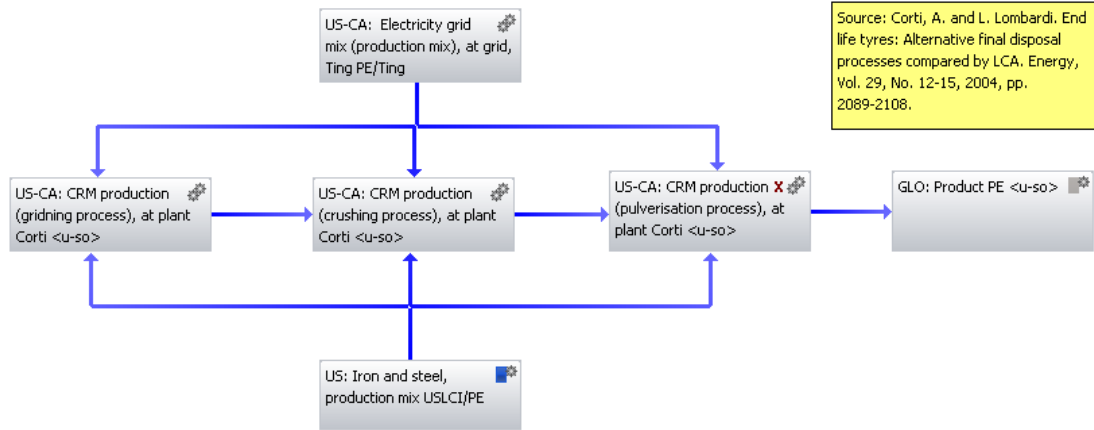 US-CA:  Electricity grid
mix (production mix), at grid,
Ting PE/Ting
Source: Corti, A. and L. Lombardi. End
life tyres: Alternative final disposal
processes compared by LCA. Energy,
Vol. 29, No. 12-15, 2004, pp.
2089-2108.
US-CA: CRM production
(gridning process), at plant
Corti <u-so>
US-CA: CRM production
(crushing process), at plant
Corti <u-so>
US-CA: CRM production X
(pulverisation process), at
plant Corti <u-so>
GLO: Product PE <u-so>
US: Iron and steel,
production mix USLCI/PE